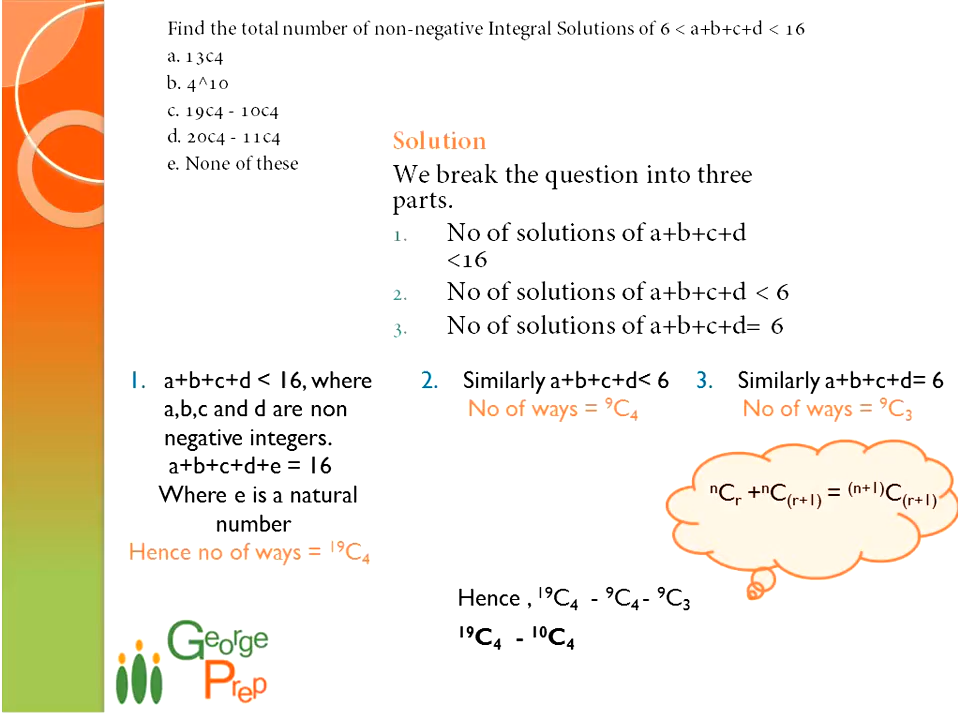 Find the total number of non-negative Integral Solutions of 6 < a+b+c+d < 16
a. 13c4
b. 4^10
c. 19c4 - 10c4
d. 20c4 - 11c4
e. None of these
Solution
We break the question into three
parts.
1. No of solutions of a+b+c+d
<16
2. No of solutions of a+b+c+d < 6
3. No of solutions of a+b+c+d= 6
1. a+b+c+d < 16, where
a,b,c and d are non
negative integers.
a+b+c+d+e = 16
Where e is a natural
number
Hence no of ways = ¹⁹C₄
2. Similarly a+b+c+d< 6
No of ways = ⁹C₄
3. Similarly a+b+c+d= 6
No of ways = ⁹C₃
ⁿCᵣ +ⁿC₍ᵣ₊₁₎ = ⁽ⁿ⁺¹⁾C₍ᵣ₊₁₎
Hence , ¹⁹C₄ - ⁹C₄ - ⁹C₃
¹⁹C₄ - ¹⁰C₄
George
Prep